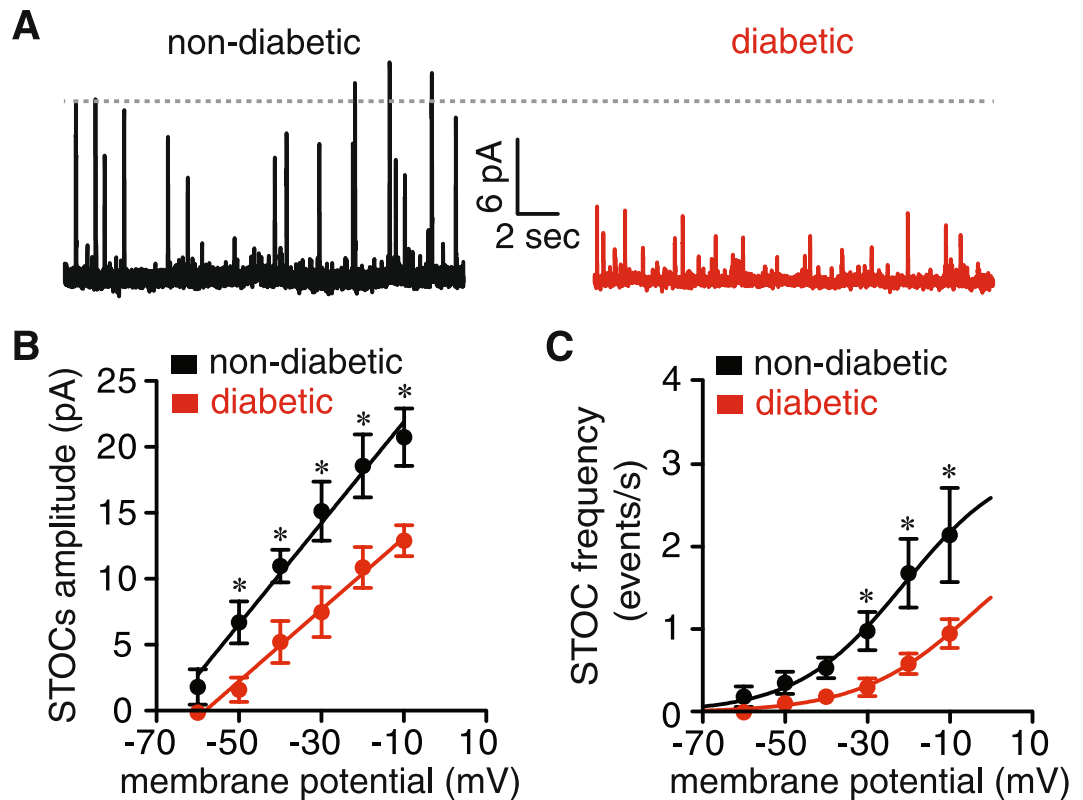 A
non-diabetic
diabetic
6 pA
2 sec
B
non-diabetic
diabetic
STOCs amplitude (pA)
25
20
15
10
5
0
* * * * *
-70 -50 -30 -10 10
membrane potential (mV)
C
non-diabetic
diabetic
STOC frequency
(events/s)
4
3
2
1
0
* * *
-70 -50 -30 -10 10
membrane potential (mV)